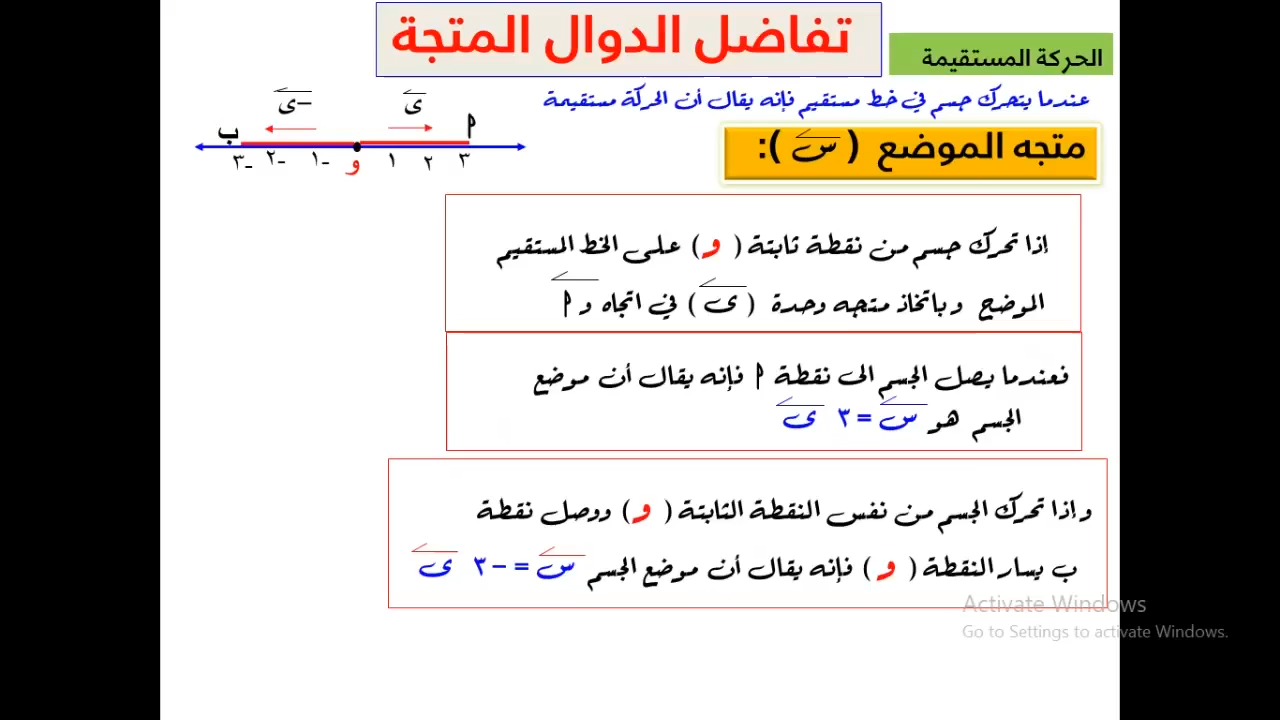 تفاضل الدوال المتجة
الحركة المستقيمة
عندما يتحرك جسم في خط مستقيم فإنه يقال أن الحركة مستقيمة
−ى ى
ب أ
٣- ٢- ١- و ١ ٢ ٣
متجه الموضع ( س ):
إذا تحرك جسم من نقطة ثابتة ( و ) على الخط المستقيم
الموضح وباتخاذ متجه وحدة ( ى ) في اتجاه و أ
فعندما يصل الجسم الى نقطة أ فإنه يقال أن موضع
الجسم هو س = ٣ ى
وإذا تحرك الجسم من نفس النقطة الثابتة ( و ) ووصل نقطة
ب يسار النقطة ( و ) فإنه يقال أن موضع الجسم س = −٣ ى
Activate Windows
Go to Settings to activate Windows.